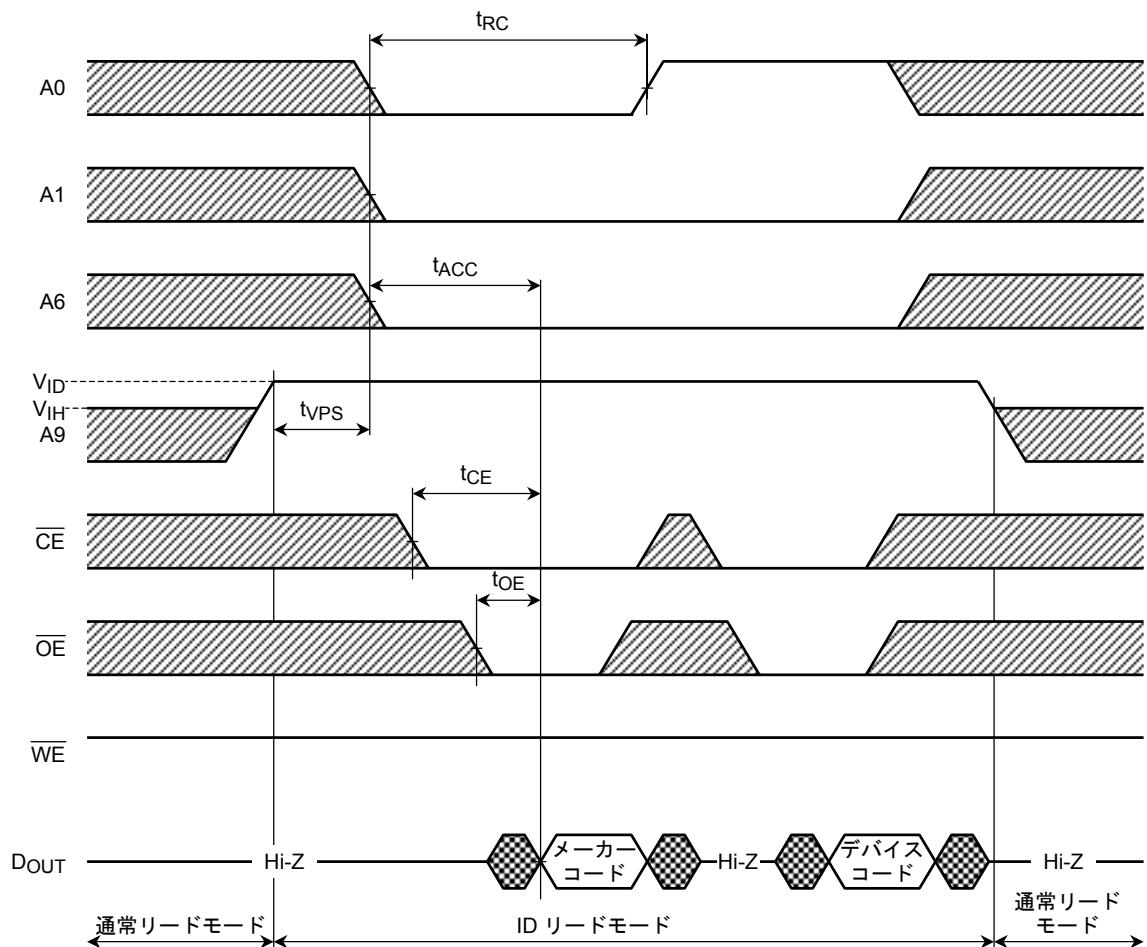 tRC
A0
A1
tACC
A6
VID
VIH
A9
tVPS
tCE
CE
tOE
OE
WE
DOUT
Hi-Z
メーカー
コード
Hi-Z
デバイス
コード
Hi-Z
通常リードモード
ID リードモード
通常リード
モード